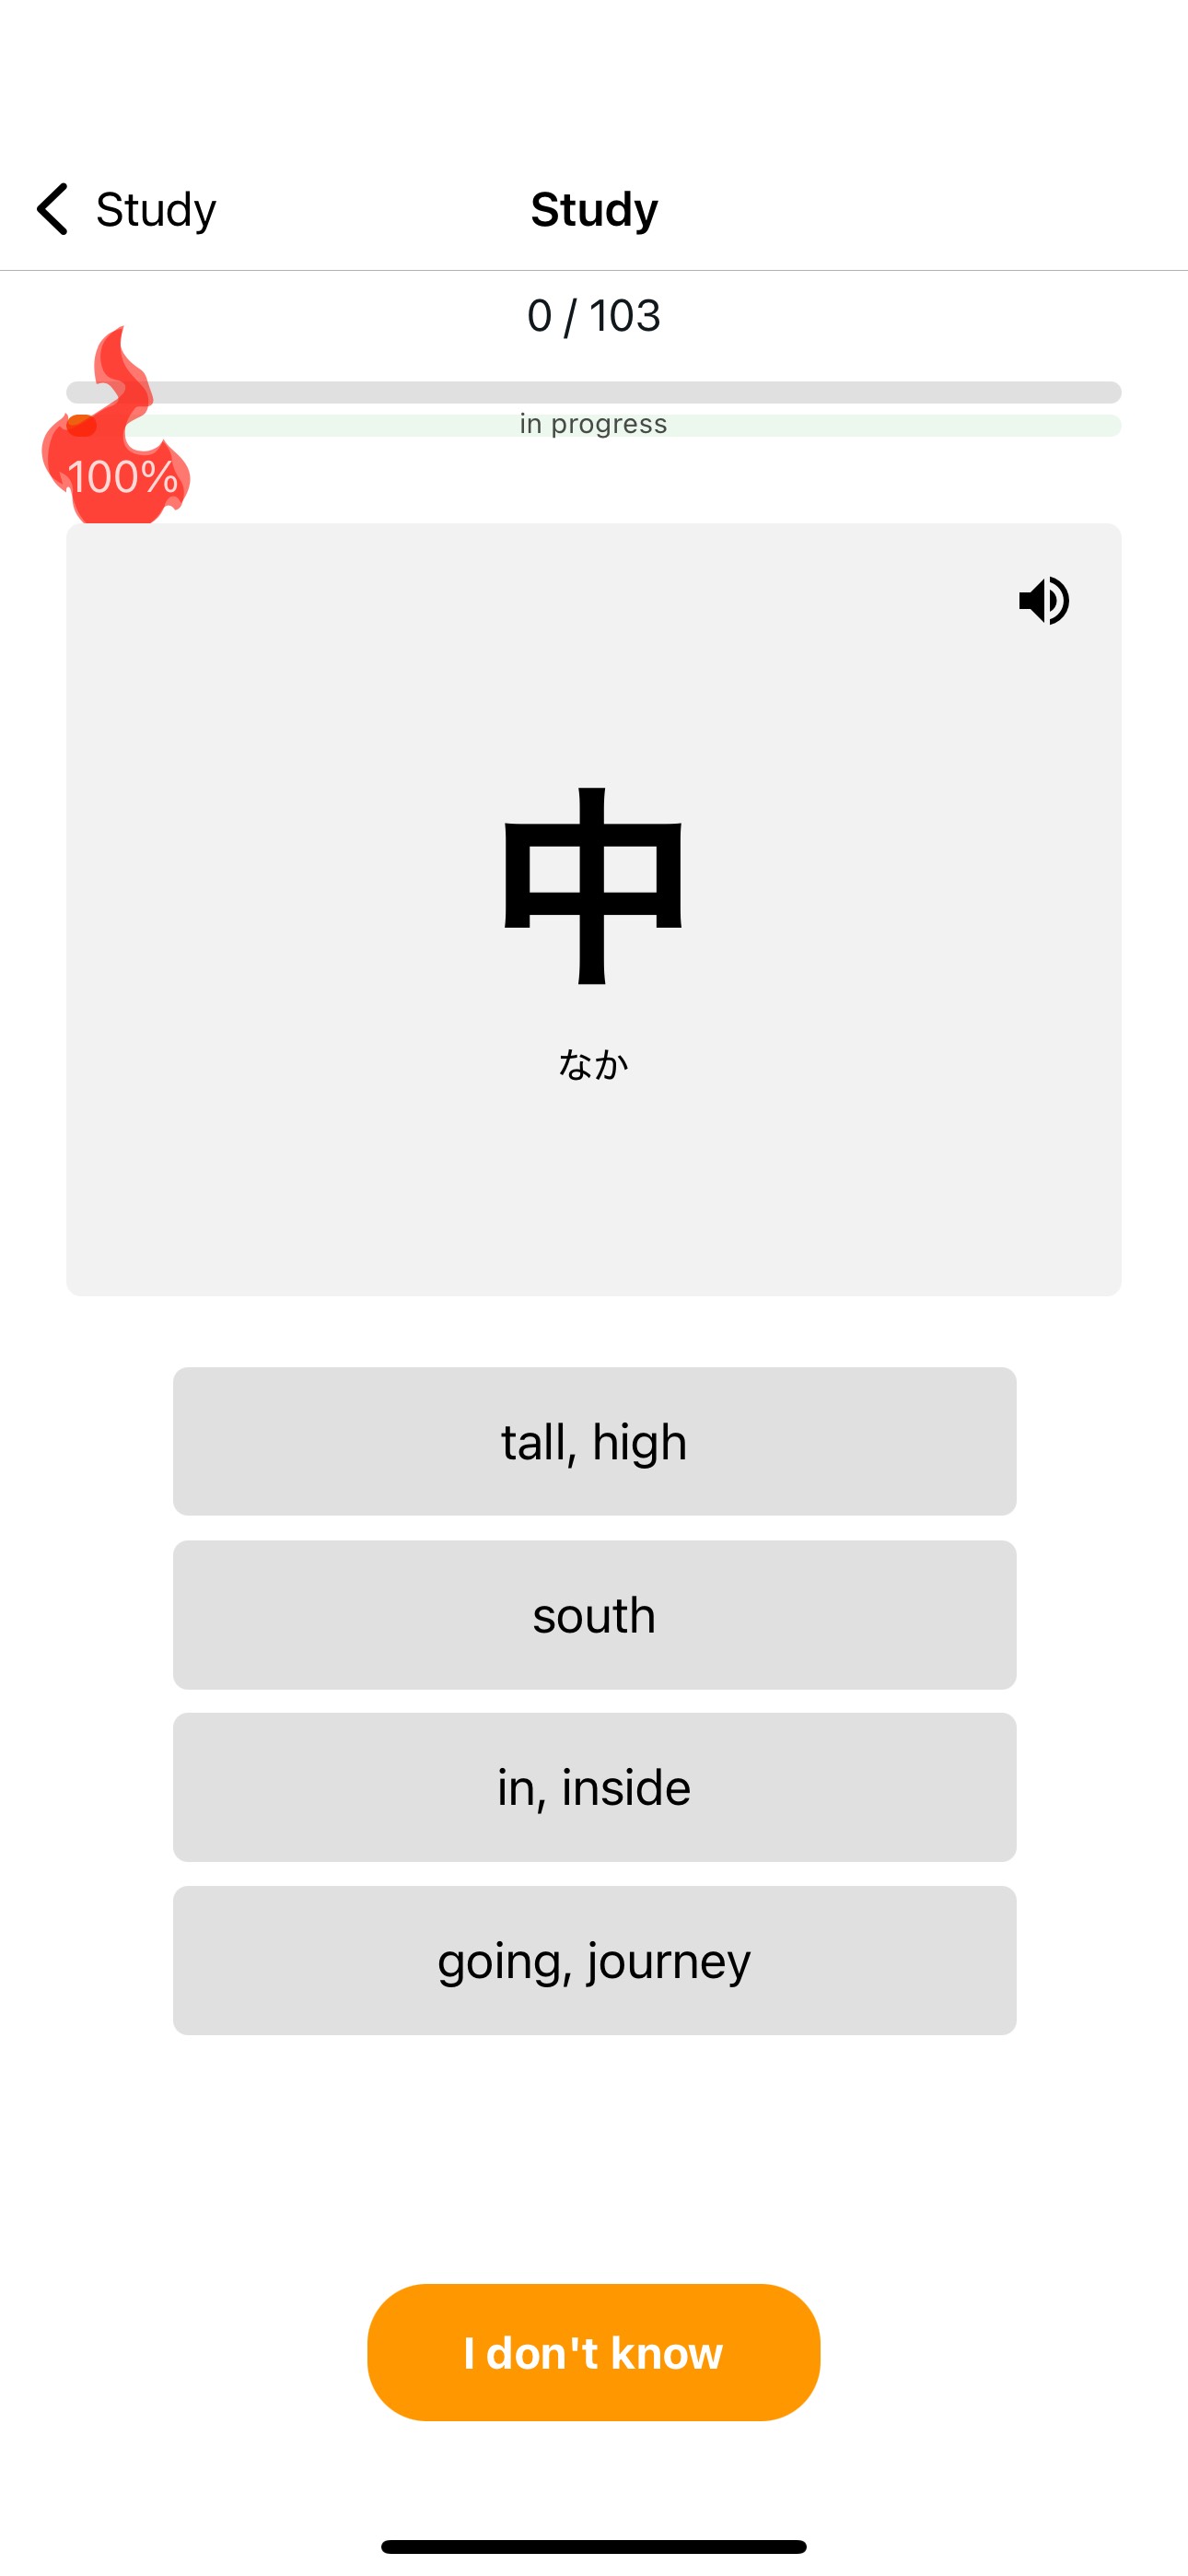 Study
Study
0 / 103
in progress
100%
中
なか
tall, high
south
in, inside
going, journey
I don't know